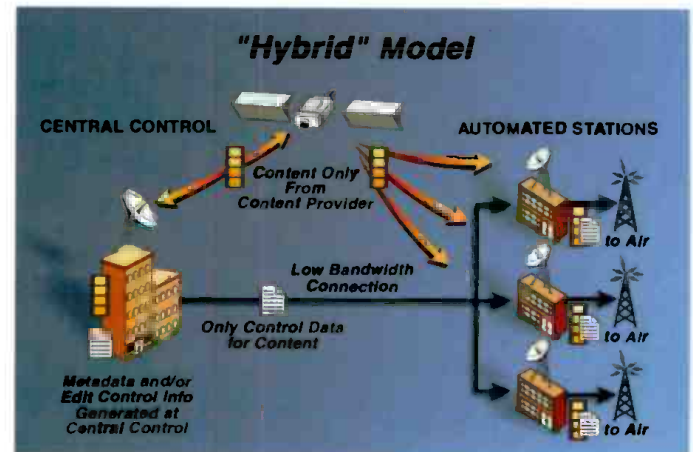 "Hybrid" Model
CENTRAL CONTROL
AUTOMATED STATIONS
Content Only
From
Content Provider
to Air
Low Bandwidth
Connection
Only Control Data
for Content
to Air
Metadata and/or
Edit Control Info
Generated at
Central Control
to Air